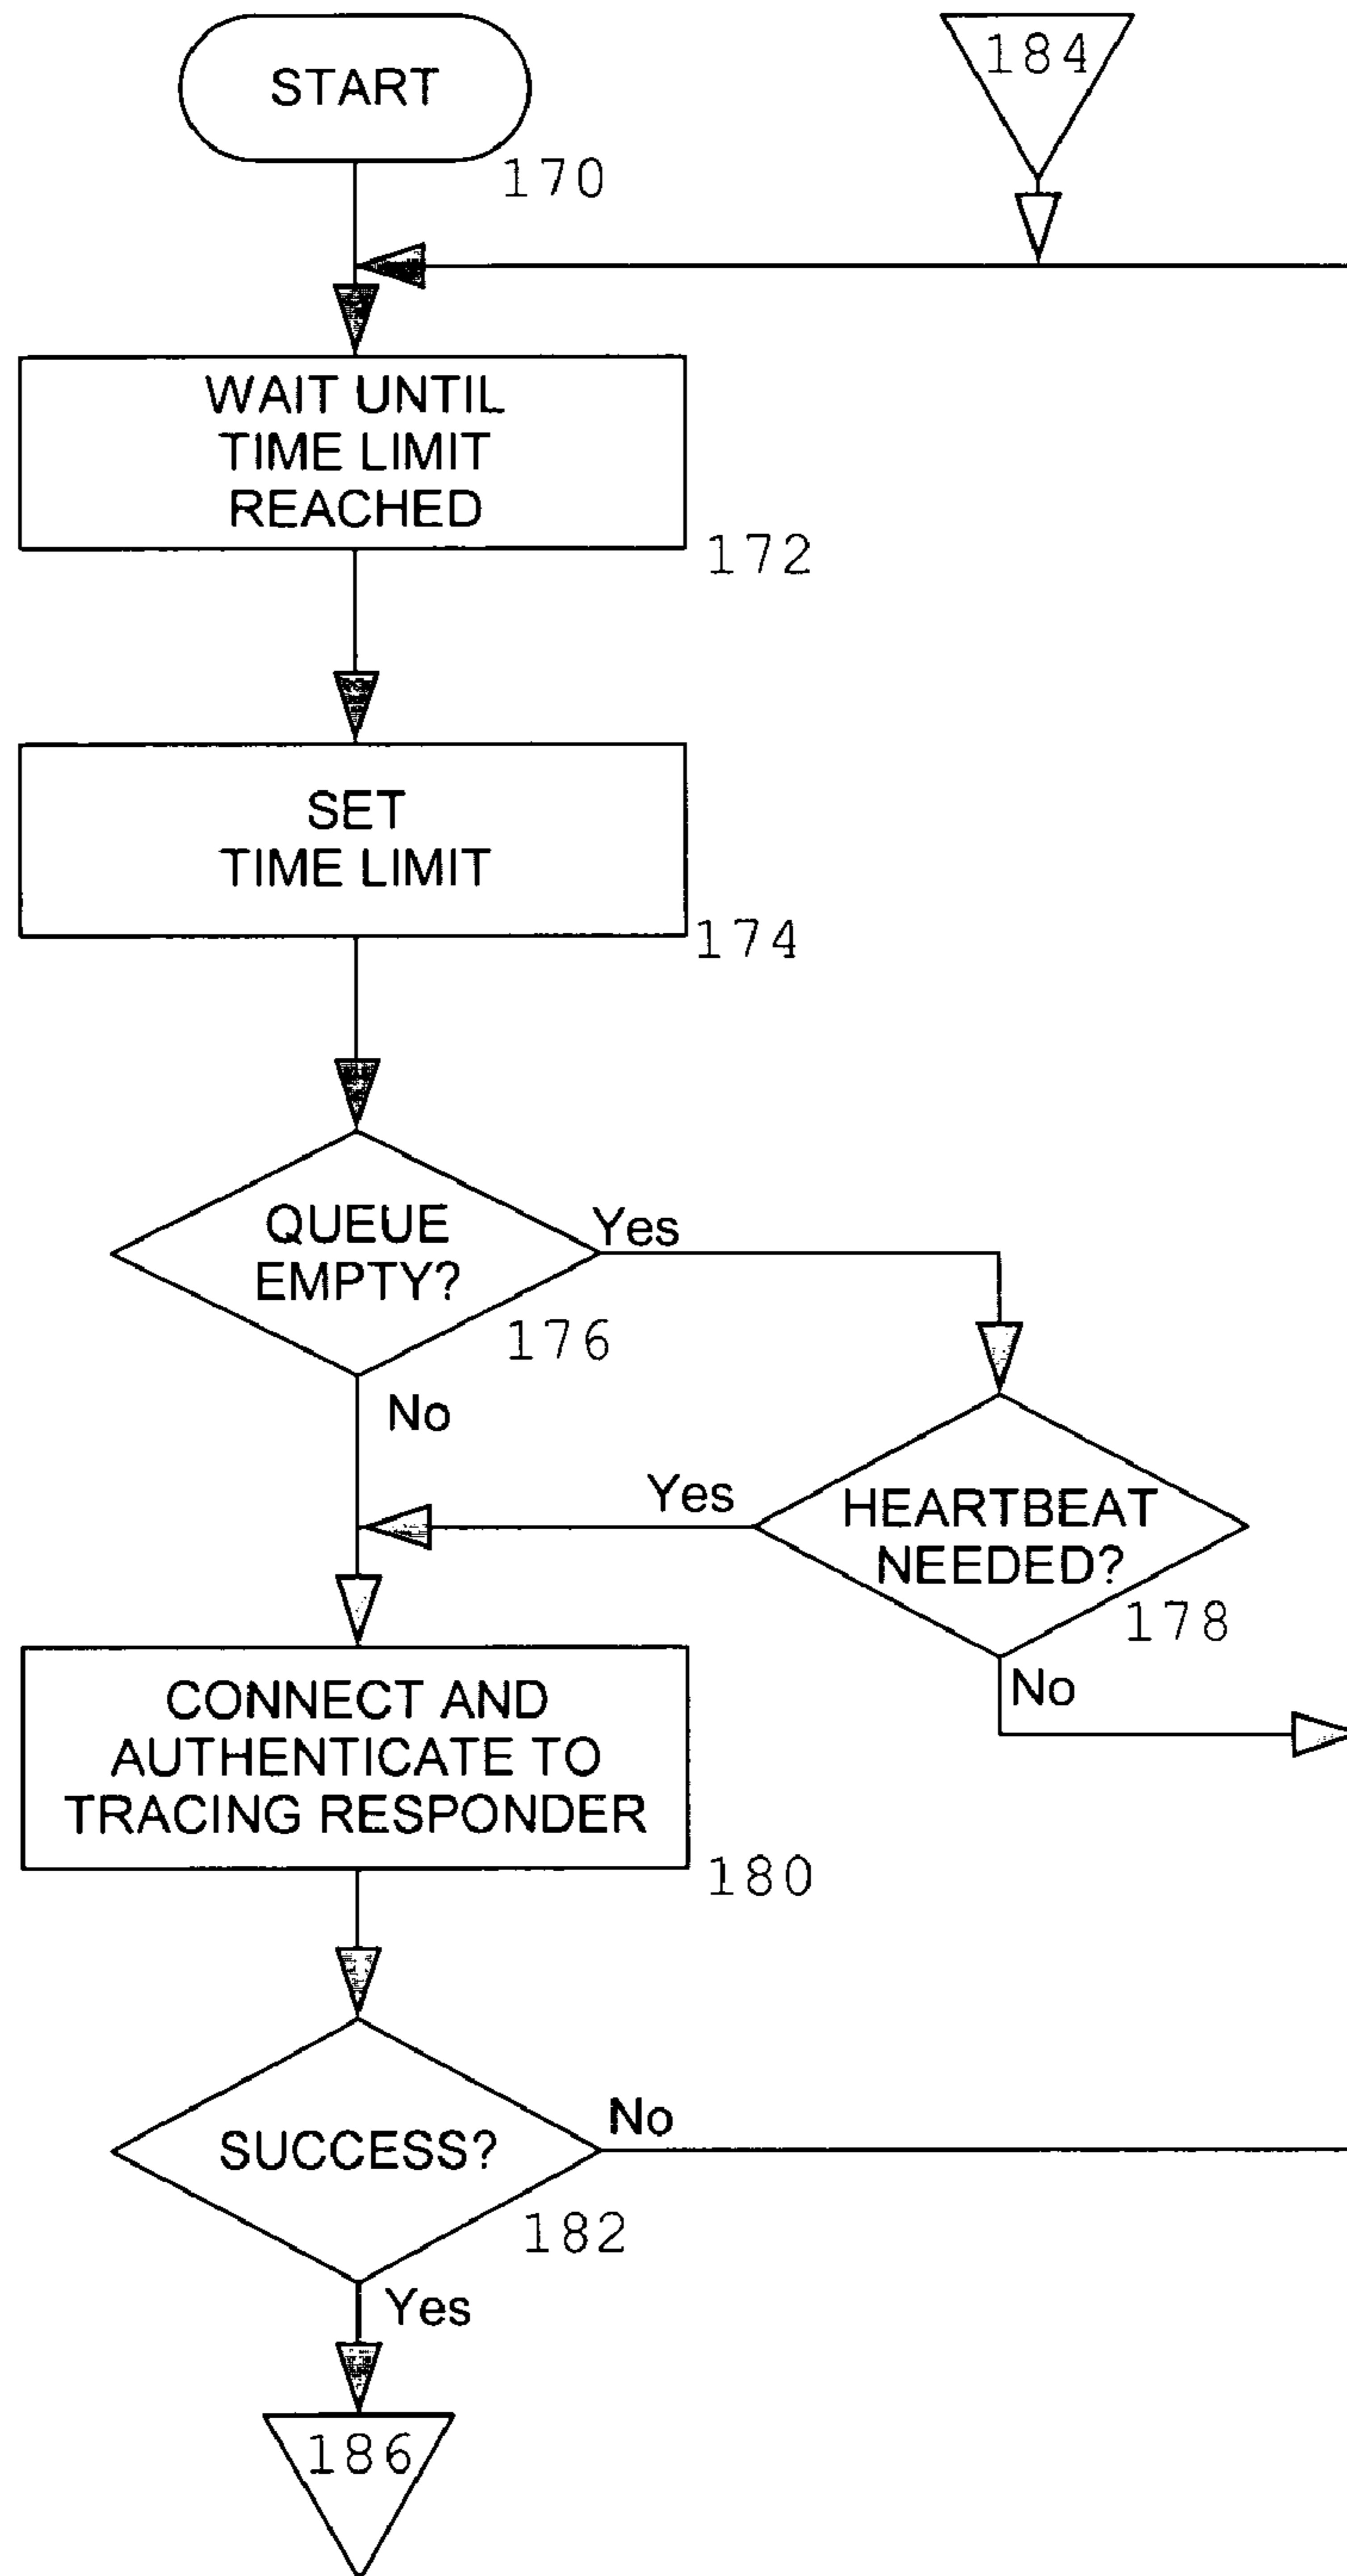 START
170
184
WAIT UNTIL
TIME LIMIT
REACHED
172
SET
TIME LIMIT
174
QUEUE
EMPTY?
Yes
176
No
Yes
HEARTBEAT
NEEDED?
178
No
CONNECT AND
AUTHENTICATE TO
TRACING RESPONDER
180
SUCCESS?
No
182
Yes
186